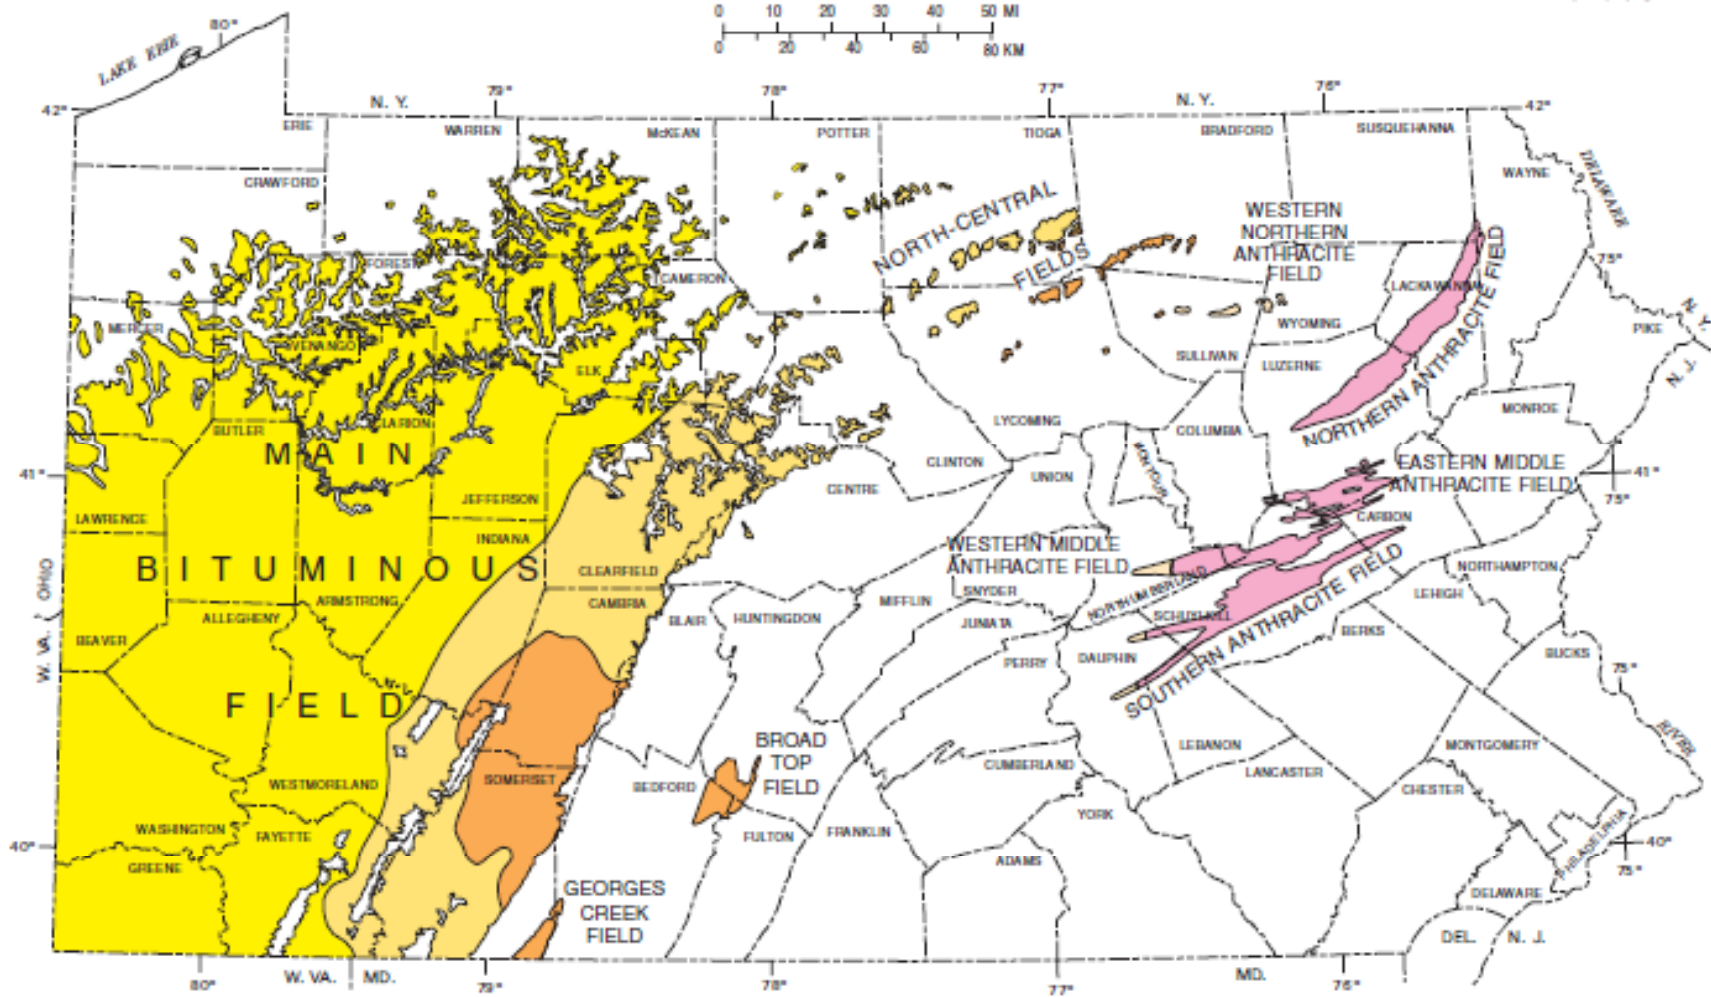 0 10 20 30 40 50 MI
0 20 40 60 80 KM
LAKE ERIE
80°
79°
78°
77°
76°
42°
N. Y.
N. Y.
42°
ERIE
WARREN
McKEAN
POTTER
TIOGA
BRADFORD
SUSQUEHANNA
WAYNE
DELAWARE
CRAWFORD
NORTH-CENTRAL
FIELDS
WESTERN
NORTHERN
ANTHRACITE
FIELD
FOREST
CAMERON
LACKAWANNA
75°
MERCER
VENANGO
ELK
WYOMING
SULLIVAN
LUZERNE
NORTHERN ANTHRACITE FIELD
PIKE
N. Y.
N. J.
BUTLER
CLARION
LYCOMING
COLUMBIA
MONROE
MAIN
41°
CLINTON
CENTRE
UNION
MONTOUR
EASTERN MIDDLE
ANTHRACITE FIELD
41°
75°
LAWRENCE
JEFFERSON
INDIANA
CARBON
BITUMINOUS
CLEARFIELD
WESTERN MIDDLE
ANTHRACITE FIELD
NORTHUMBERLAND
NORTHAMPTON
OHIO
W. VA.
BEAVER
ALLEGHENY
ARMSTRONG
CAMBRIA
BLAIR
HUNTINGDON
MIFFLIN
SNYDER
JUNIATA
SCHUYLKILL
LEHIGH
BERKS
BUCKS
PERRY
DAUPHIN
SOUTHERN ANTHRACITE FIELD
75°
FIELD
RIVER
WESTMORELAND
SOMERSET
BEDFORD
BROAD
TOP
FIELD
CUMBERLAND
LEBANON
LANCASTER
MONTGOMERY
CHESTER
WASHINGTON
FAYETTE
FULTON
FRANKLIN
YORK
PHILADELPHIA
40°
GREENE
ADAMS
40°
75°
DELAWARE
GEORGES
CREEK
FIELD
DEL.
N. J.
80°
W. VA.
MD.
79°
78°
77°
MD.
76°